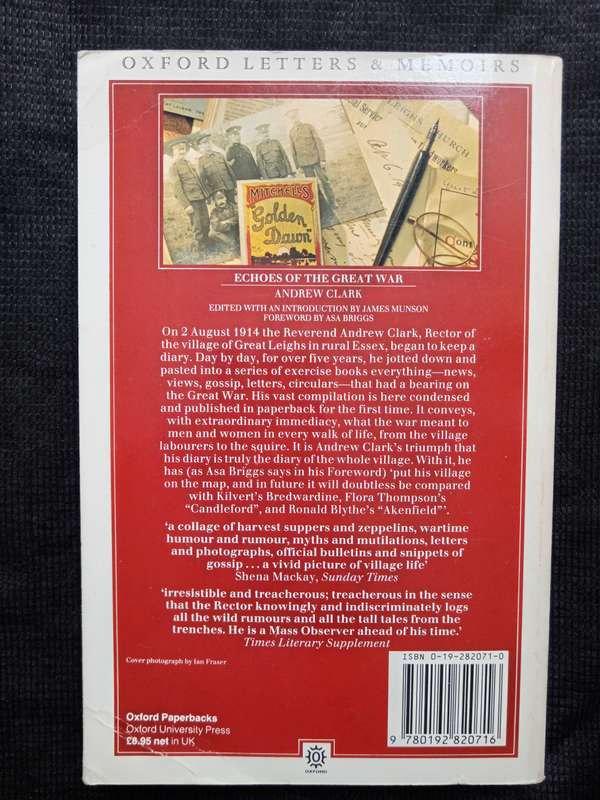 OXFORD LETTERS & MEMOIRS
CHURCH
MITCHELL'S
Golden
Dawn
ECHOES OF THE GREAT WAR
ANDREW CLARK
EDITED WITH AN INTRODUCTION BY JAMES MUNSON
FOREWORD BY ASA BRIGGS
On 2 August 1914 the Reverend Andrew Clark, Rector of
the village of Great Leighs in rural Essex, began to keep a
diary. Day by day, for over five years, he jotted down and
pasted into a series of exercise books everything—news,
views, gossip, letters, circulars—that had a bearing on
the Great War. His vast compilation is here condensed
and published in paperback for the first time. It conveys,
with extraordinary immediacy, what the war meant to
men and women in every walk of life, from the village
labourers to the squire. It is Andrew Clark's triumph that
his diary is truly the diary of the whole village. With it, he
has (as Asa Briggs says in his Foreword) ‘put his village
on the map, and in future it will doubtless be compared
with Kilvert's Bredwardine, Flora Thompson's
“Candleford”, and Ronald Blythe's “Akenfield”’.
‘a collage of harvest suppers and zeppelins, wartime
humour and rumour, myths and mutilations, letters
and photographs, official bulletins and snippets of
gossip . . . a vivid picture of village life’
Shena Mackay, Sunday Times
‘irresistible and treacherous; treacherous in the sense
that the Rector knowingly and indiscriminately logs
all the wild rumours and all the tall tales from the
trenches. He is a Mass Observer ahead of his time.’
Times Literary Supplement
Cover photograph by Ian Fraser
ISBN 0-19-282071-0
9 780192 820716
Oxford Paperbacks
Oxford University Press
£8.95 net in UK
OXFORD